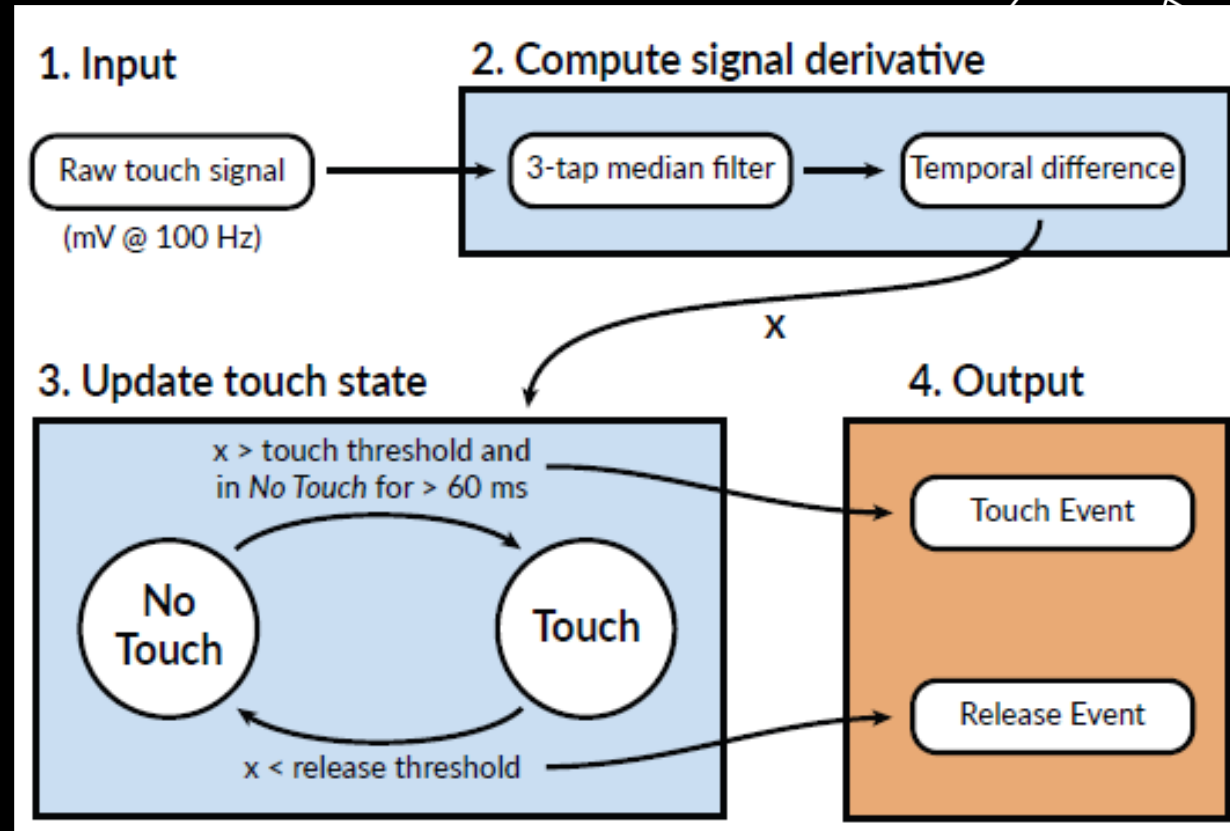 1. Input
2. Compute signal derivative
Raw touch signal
3-tap median filter
Temporal difference
(mV @ 100 Hz)
x
3. Update touch state
4. Output
x > touch threshold and
in No Touch for > 60 ms
Touch Event
No
Touch
Touch
Release Event
x < release threshold